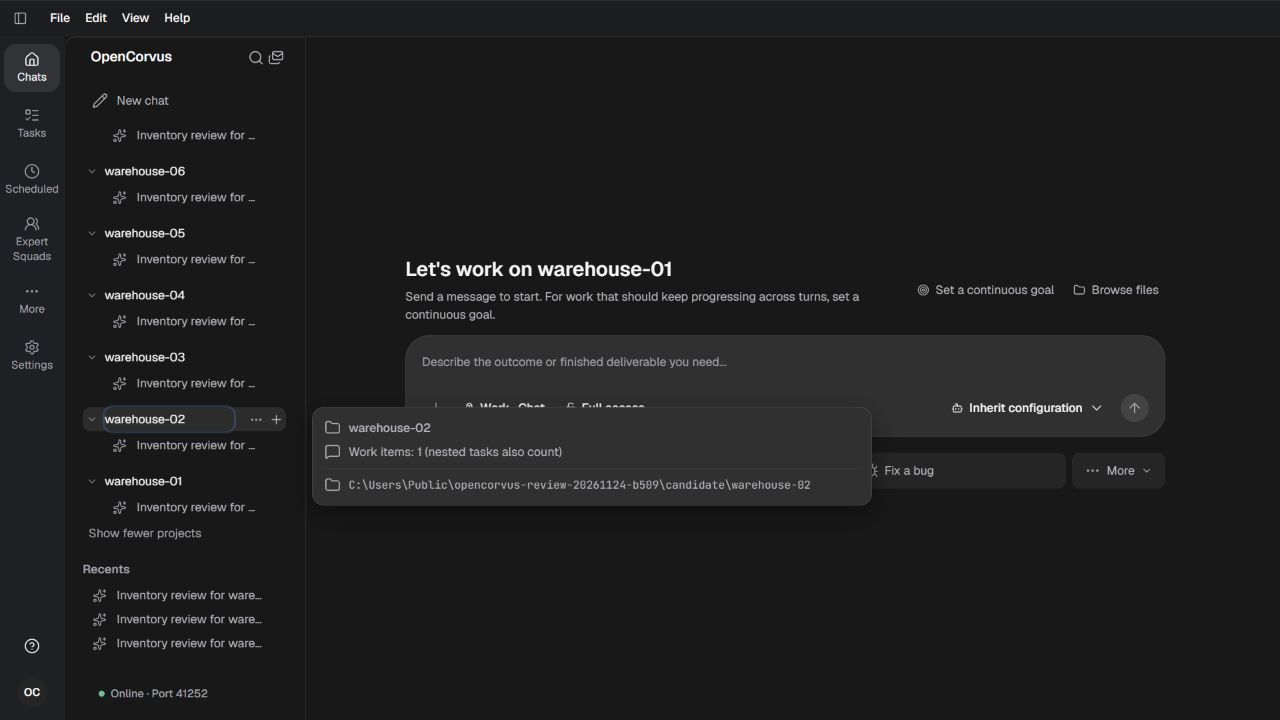 File Edit View Help
Chats
Tasks
Scheduled
Expert
Squads
More
Settings
OC
OpenCorvus
New chat
Inventory review for ...
warehouse-06
Inventory review for ...
warehouse-05
Inventory review for ...
warehouse-04
Inventory review for ...
warehouse-03
Inventory review for ...
warehouse-02
Inventory review for ...
warehouse-01
Inventory review for ...
Show fewer projects
Recents
Inventory review for ware...
Inventory review for ware...
Inventory review for ware...
Online · Port 41252
Let's work on warehouse-01
Send a message to start. For work that should keep progressing across turns, set a
continuous goal.
Set a continuous goal
Browse files
Describe the outcome or finished deliverable you need...
Work · Chat Full access
Inherit configuration
warehouse-02
Work items: 1 (nested tasks also count)
C:\Users\Public\opencorvus-review-20261124-b509\candidate\warehouse-02
Fix a bug
More